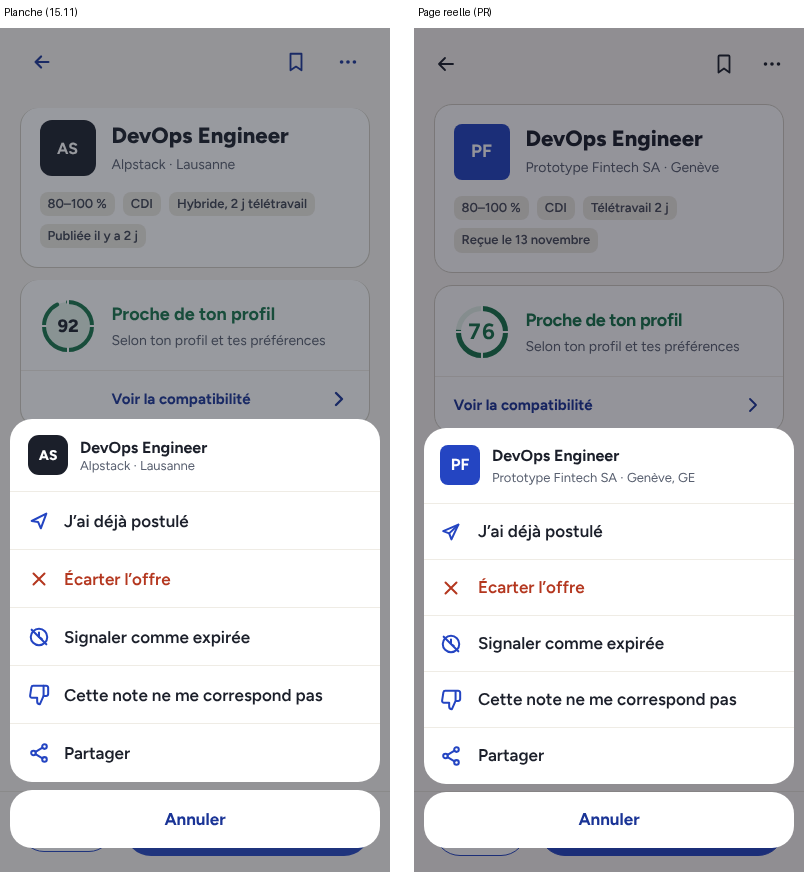 Planche (15.11)
AS
DevOps Engineer
Alpstack · Lausanne
80–100 % CDI Hybride, 2 j télétravail
Publiée il y a 2 j
92
Proche de ton profil
Selon ton profil et tes préférences
Voir la compatibilité
AS
DevOps Engineer
Alpstack · Lausanne
J’ai déjà postulé
Écarter l’offre
Signaler comme expirée
Cette note ne me correspond pas
Partager
Annuler
Page reelle (PR)
PF
DevOps Engineer
Prototype Fintech SA · Genève
80–100 % CDI Télétravail 2 j
Reçue le 13 novembre
76
Proche de ton profil
Selon ton profil et tes préférences
Voir la compatibilité
PF
DevOps Engineer
Prototype Fintech SA · Genève, GE
J’ai déjà postulé
Écarter l’offre
Signaler comme expirée
Cette note ne me correspond pas
Partager
Annuler